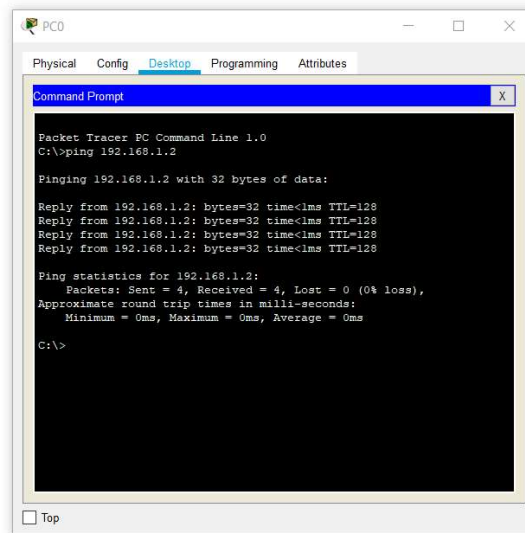 PC0
Physical Config Desktop Programming Attributes
Command Prompt
X
Packet Tracer PC Command Line 1.0
C:\>ping 192.168.1.2
Pinging 192.168.1.2 with 32 bytes of data:
Reply from 192.168.1.2: bytes=32 time<1ms TTL=128
Reply from 192.168.1.2: bytes=32 time<1ms TTL=128
Reply from 192.168.1.2: bytes=32 time<1ms TTL=128
Reply from 192.168.1.2: bytes=32 time<1ms TTL=128
Ping statistics for 192.168.1.2:
Packets: Sent = 4, Received = 4, Lost = 0 (0% loss),
Approximate round trip times in milli-seconds:
Minimum = 0ms, Maximum = 0ms, Average = 0ms
C:\>
Top